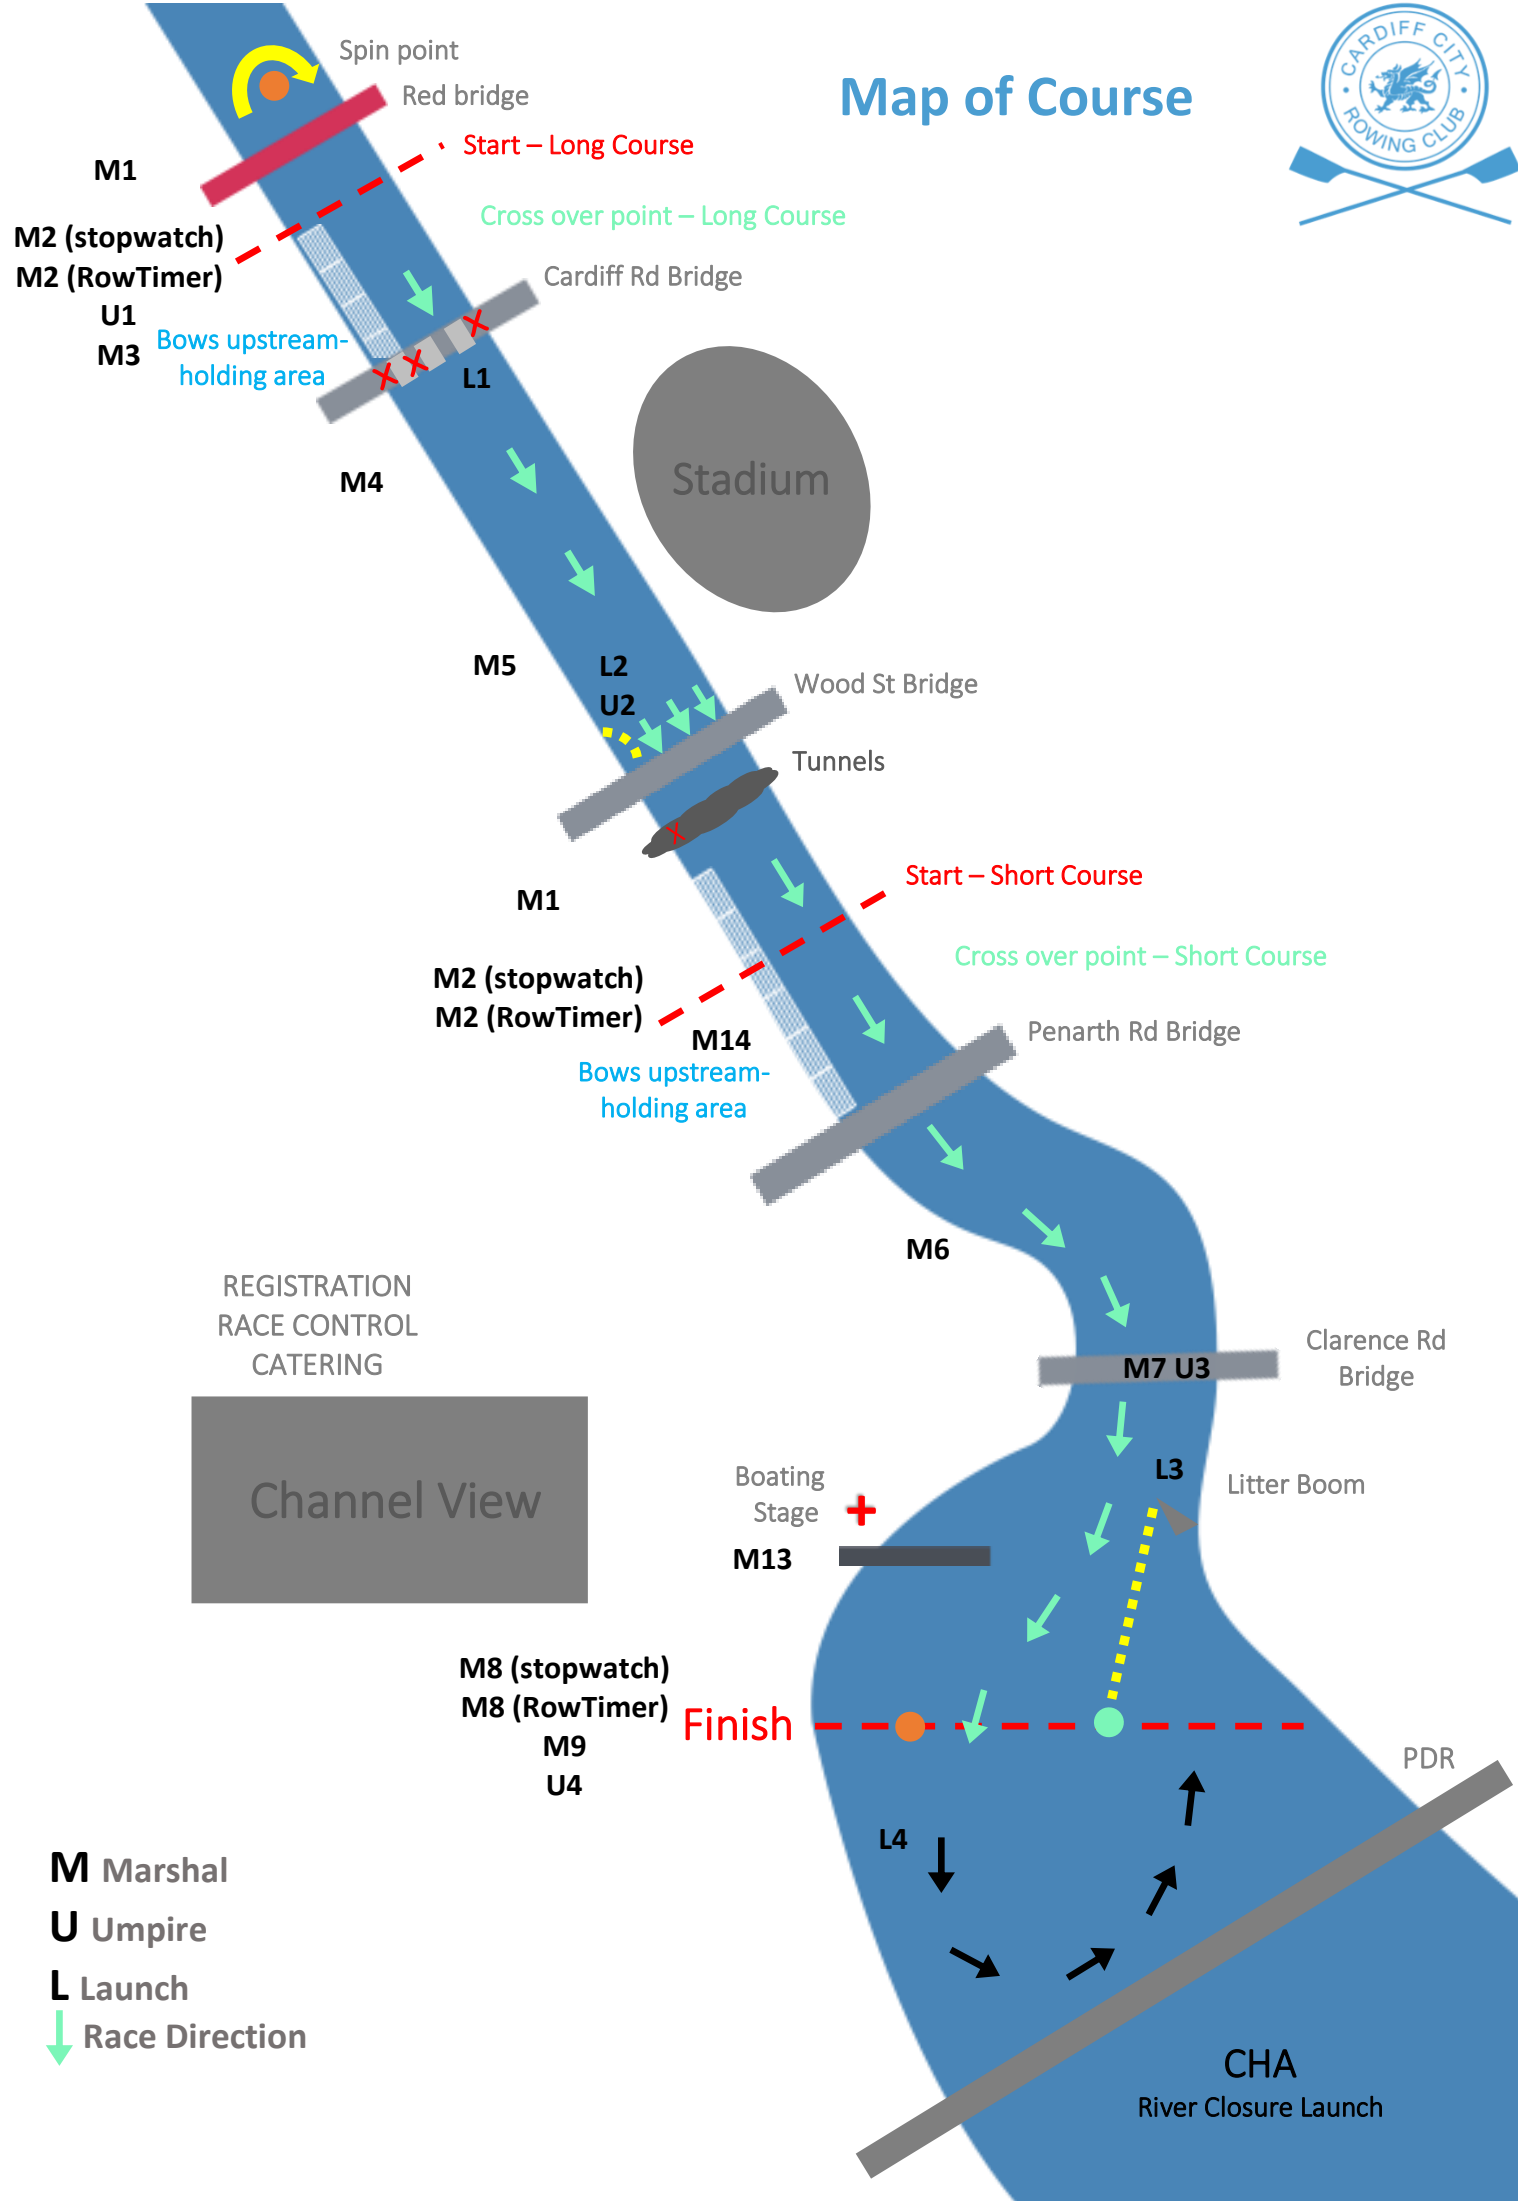 Spin point
Red bridge
Map of Course
CARDIFF CITY
ROWING CLUB
Start – Long Course
M1
Cross over point – Long Course
M2 (stopwatch)
M2 (RowTimer)
U1
M3
Cardiff Rd Bridge
Bows upstream-
holding area
X X X
L1
Stadium
M4
M5
L2
U2
Wood St Bridge
Tunnels
X
Start – Short Course
M1
Cross over point – Short Course
M2 (stopwatch)
M2 (RowTimer)
M14
Penarth Rd Bridge
Bows upstream-
holding area
M6
REGISTRATION
RACE CONTROL
CATERING
Clarence Rd
Bridge
M7 U3
Channel View
Boating
Stage
L3
Litter Boom
M13
M8 (stopwatch)
M8 (RowTimer)
M9
U4
Finish
PDR
L4
M Marshal
U Umpire
L Launch
Race Direction
CHA
River Closure Launch